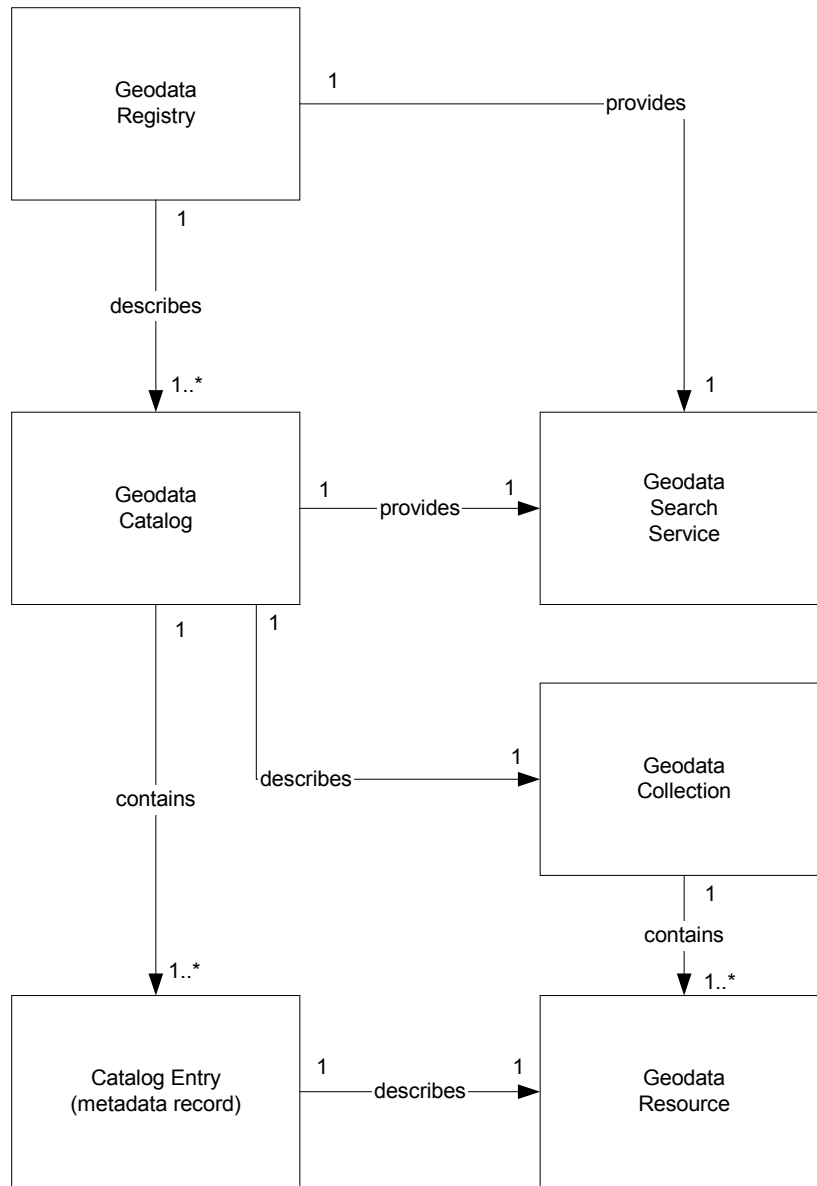 Geodata
Registry
1
provides
1
describes
1..*
1
Geodata
Catalog
1
provides
1
Geodata
Search
Service
1
1
describes
1
Geodata
Collection
contains
1
contains
1..*
1..*
Catalog Entry
(metadata record)
1
describes
1
Geodata
Resource